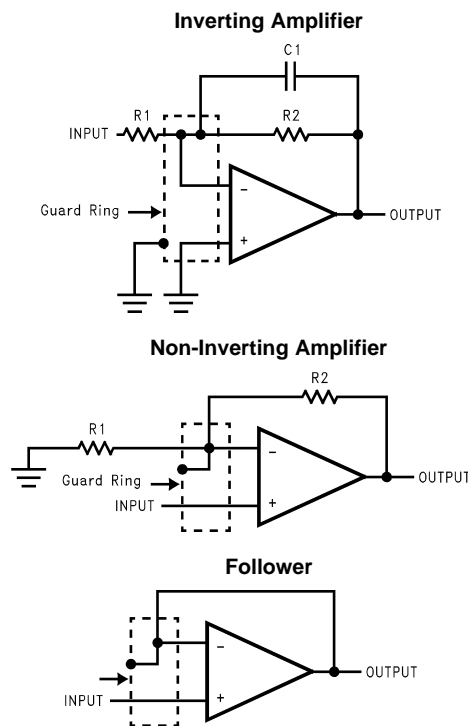 Inverting Amplifier
C1
R1
R2
INPUT
−
Guard Ring
+
OUTPUT
Non-Inverting Amplifier
R2
R1
−
Guard Ring
OUTPUT
INPUT
+
Follower
−
OUTPUT
INPUT
+